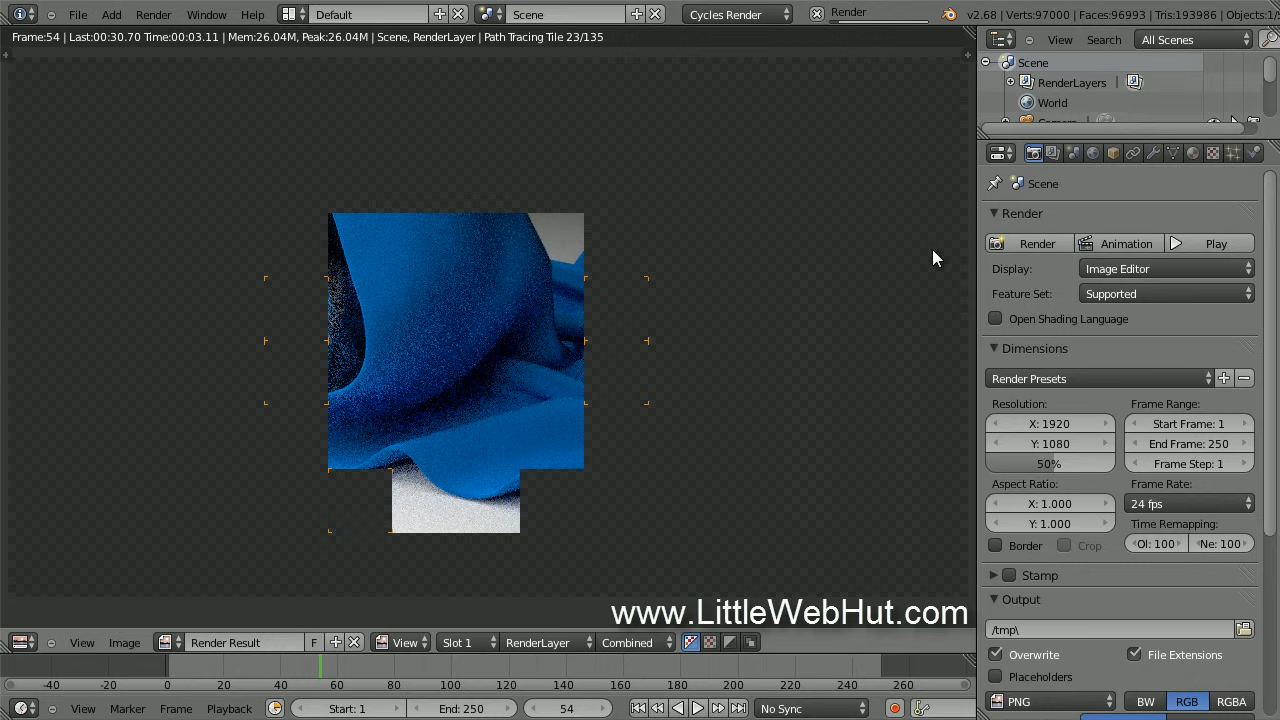 File Add Render Window Help Default Scene Cycles Render Render v2.68 | Verts:97000 | Faces:96993 | Tris:193986 | Objects:1/
Frame:54 | Last:00:30.70 Time:00:03.11 | Mem:26.04M, Peak:26.04M | Scene, RenderLayer | Path Tracing Tile 23/135
View Search All Scenes
Scene
RenderLayers |
World
Scene
Render
Render Animation Play
Display: Image Editor
Feature Set: Supported
Open Shading Language
Dimensions
Render Presets
Resolution: Frame Range:
X: 1920 Start Frame: 1
Y: 1080 End Frame: 250
50% Frame Step: 1
Aspect Ratio: Frame Rate:
X: 1.000 24 fps
Y: 1.000 Time Remapping:
Border Crop Ol: 100 Ne: 100
Stamp
Output
/tmp\
Overwrite File Extensions
Placeholders
PNG BW RGB RGBA
www.LittleWebHut.com
View Image Render Result F View Slot 1 RenderLayer Combined
-40 -20 0 20 40 60 80 100 120 140 160 180 200 220 240 260
View Marker Frame Playback Start: 1 End: 250 54 No Sync